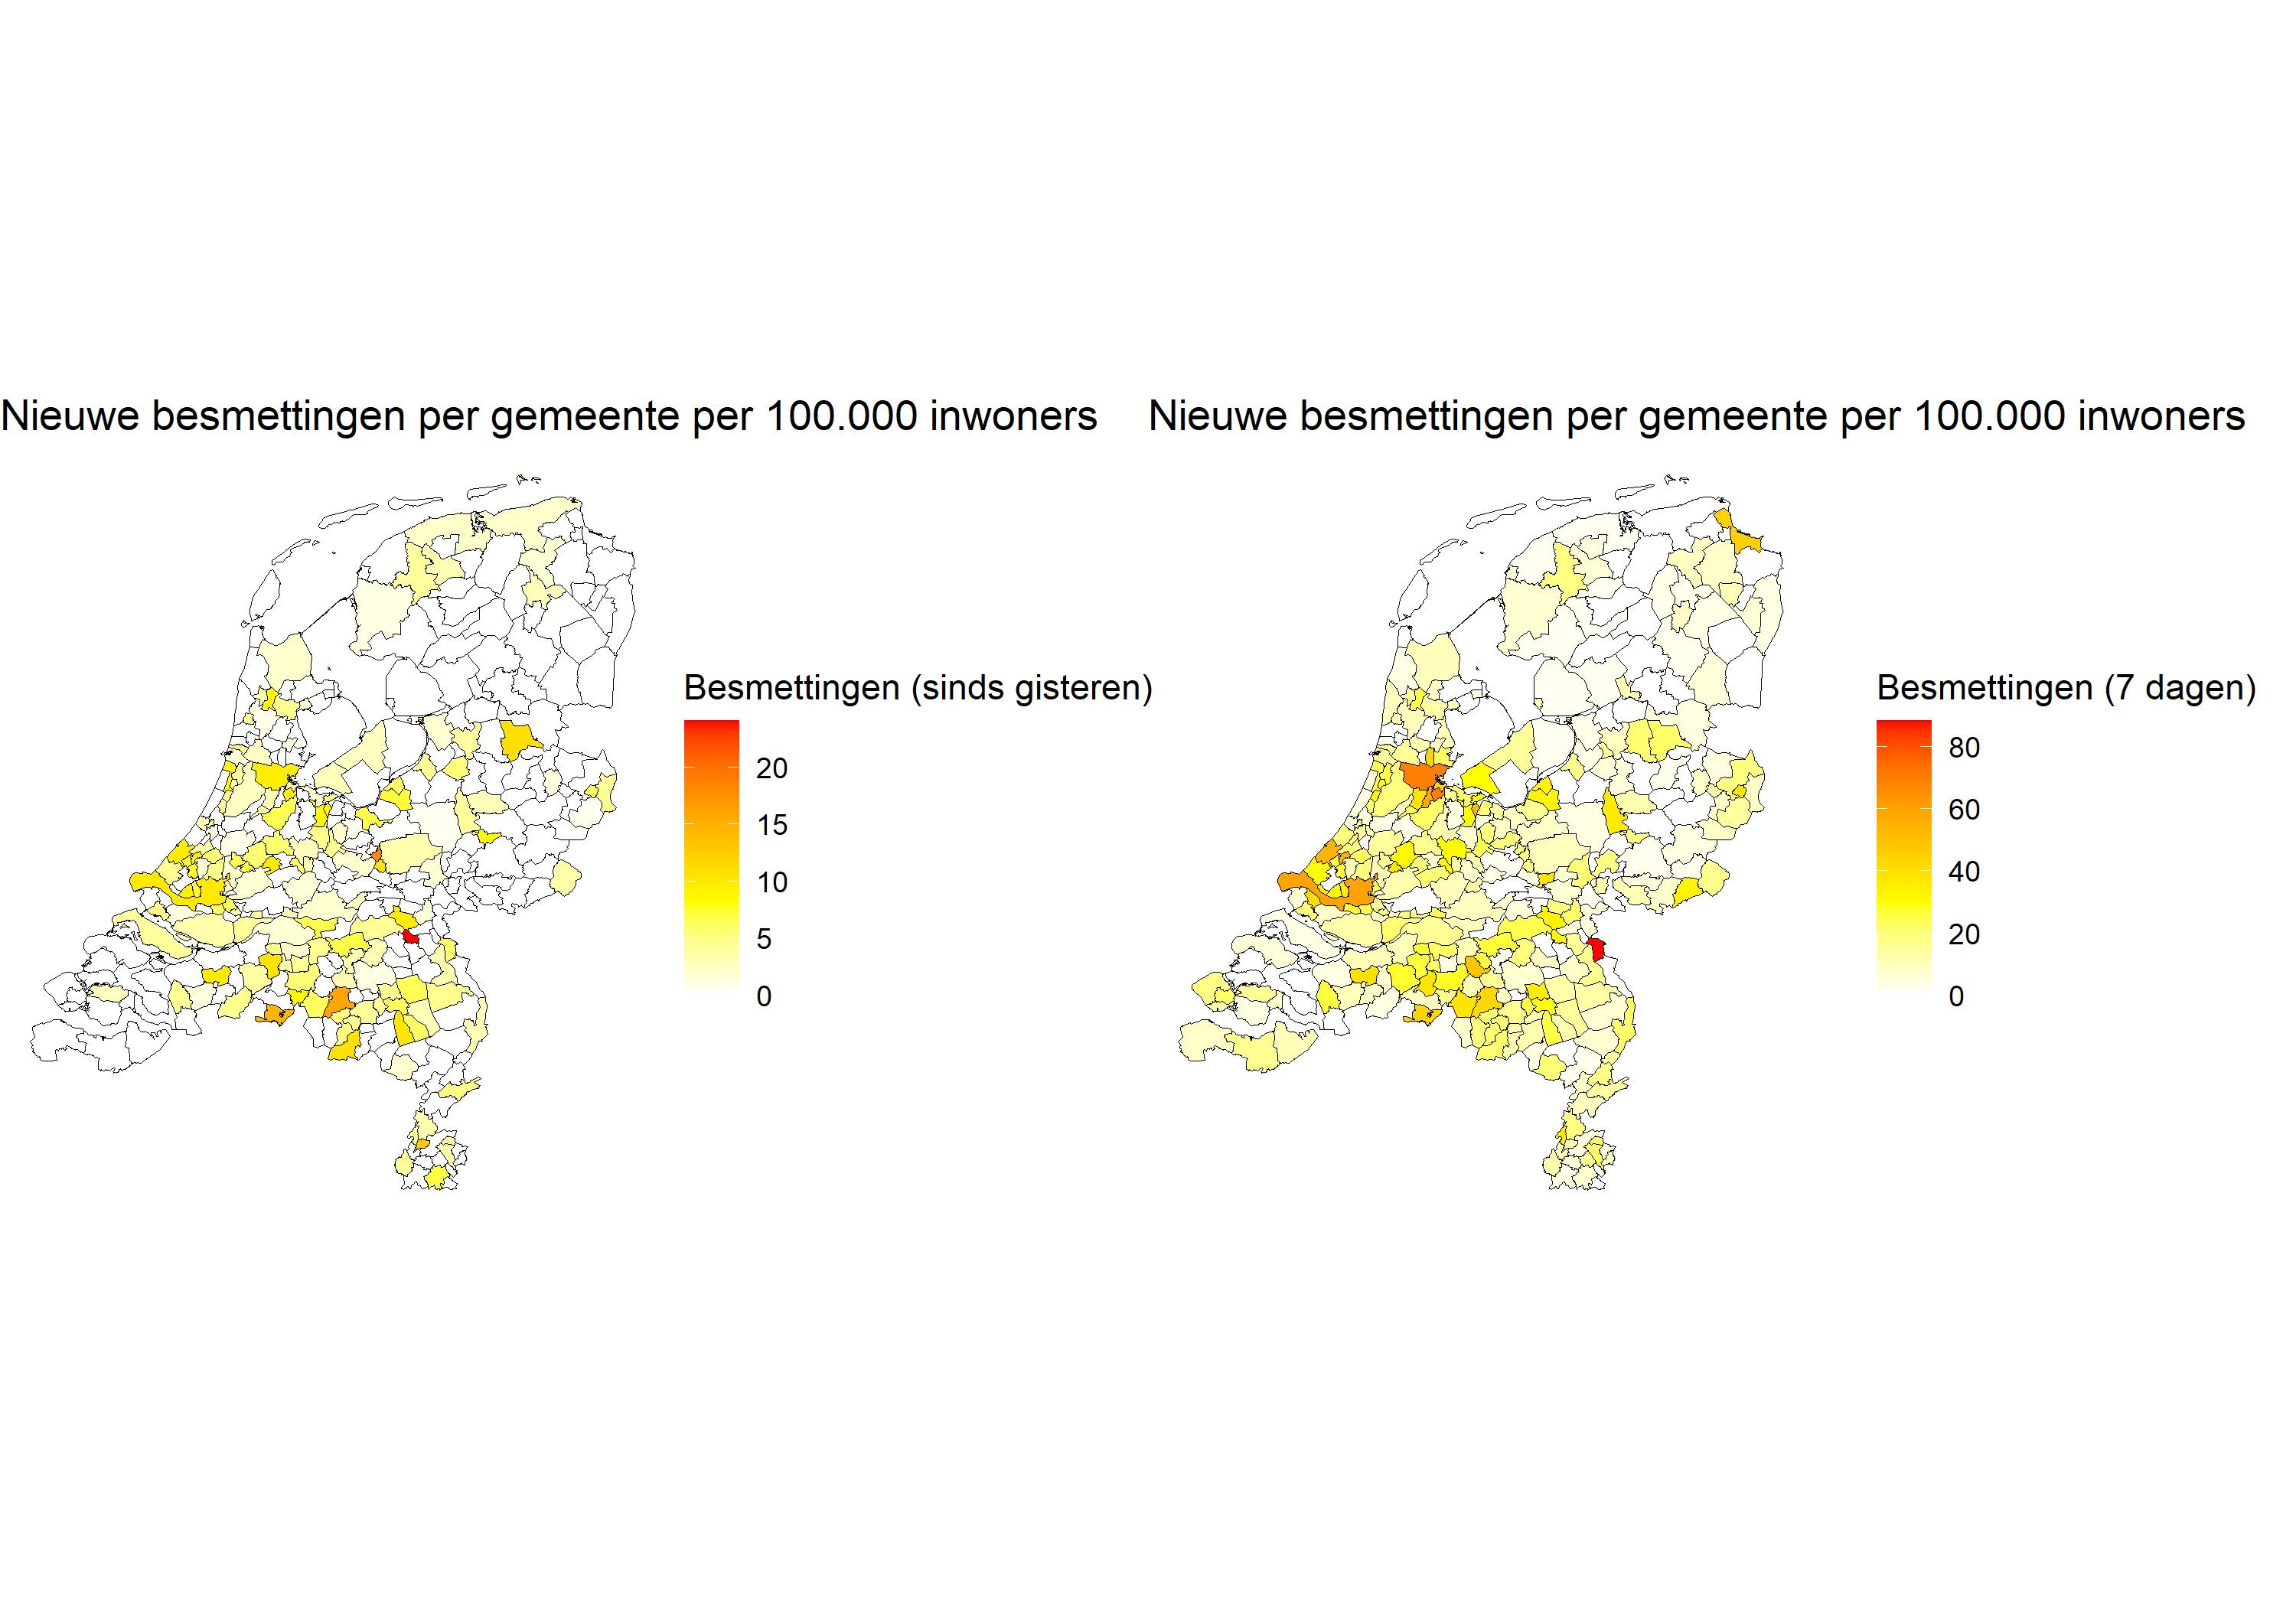 Nieuwe besmettingen per gemeente per 100.000 inwoners
Besmettingen (sinds gisteren)
20
15
10
5
0
Nieuwe besmettingen per gemeente per 100.000 inwoners
Besmettingen (7 dagen)
80
60
40
20
0